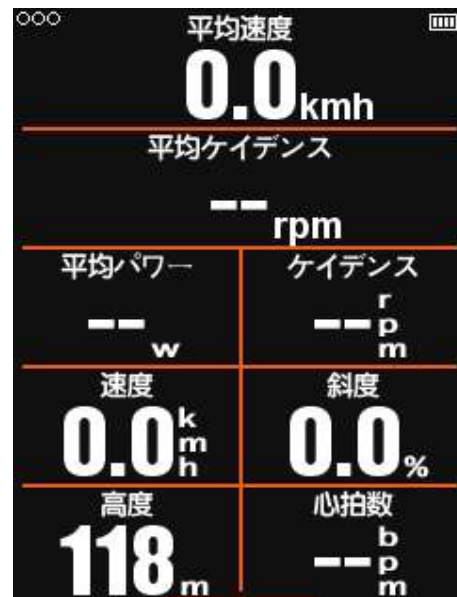 平均速度
0.0kmh
平均ケイデンス
--rpm
平均パワー
--w
ケイデンス
--rpm
速度
0.0kmh
斜度
0.0%
高度
118m
心拍数
--bpm